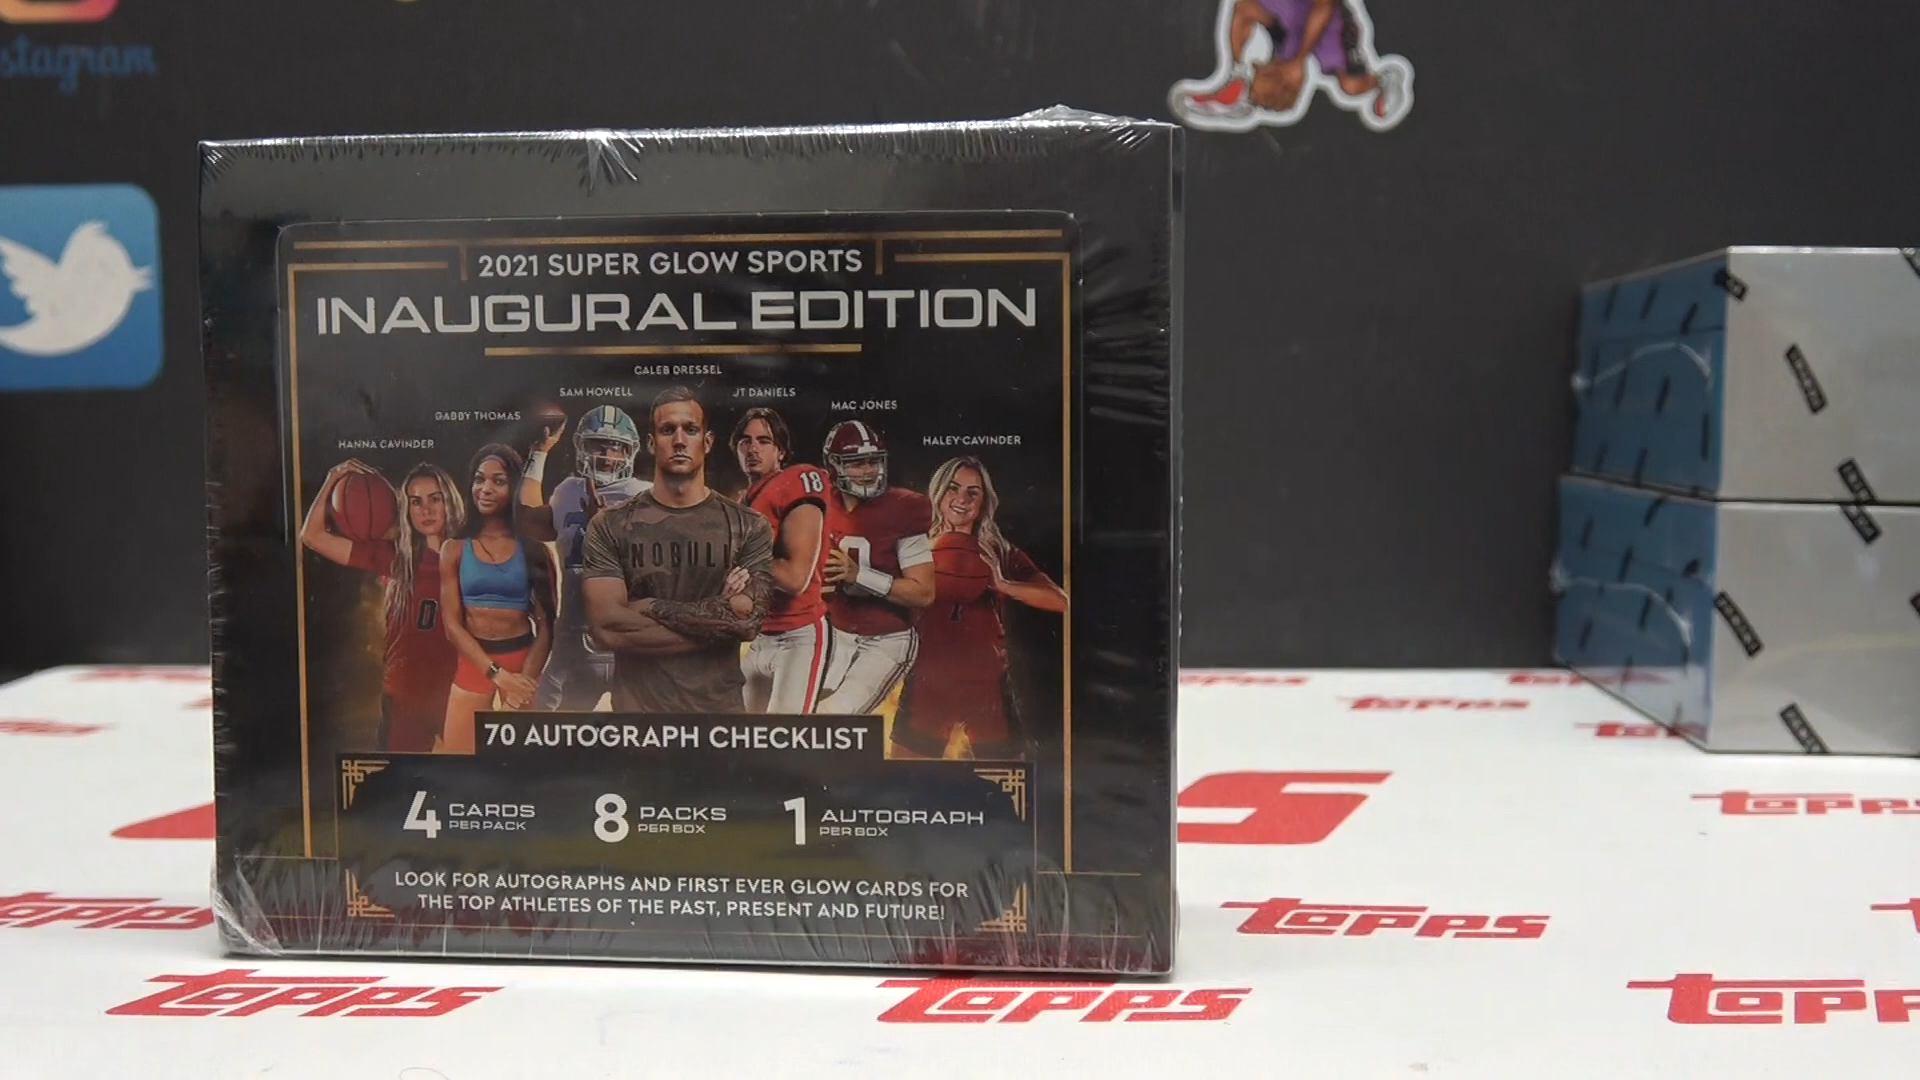 stagram
2021 SUPER GLOW SPORTS
INAUGURAL EDITION
CALEB DRESSEL
SAM HOWELL
JT DANIELS
MAC JONES
GABBY THOMAS
HANNA CAVINDER
HALEY CAVINDER
18
NOBULL
0
70 AUTOGRAPH CHECKLIST
4 CARDS PER PACK
8 PACKS PER BOX
1 AUTOGRAPH PER BOX
LOOK FOR AUTOGRAPHS AND FIRST EVER GLOW CARDS FOR
THE TOP ATHLETES OF THE PAST, PRESENT AND FUTURE!
topps
topps
topps
topps
topps
topps